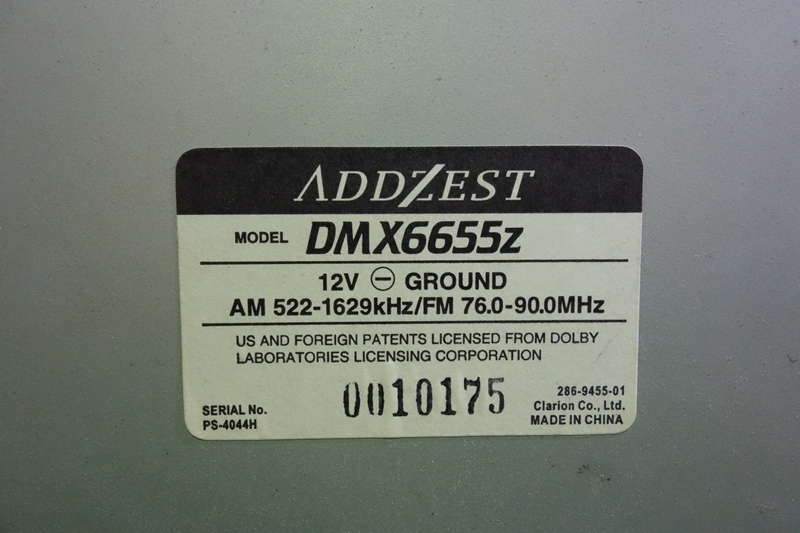 ADDZEST
MODEL DMX6655z
12V ⊖ GROUND
AM 522-1629kHz/FM 76.0-90.0MHz
US AND FOREIGN PATENTS LICENSED FROM DOLBY
LABORATORIES LICENSING CORPORATION
SERIAL No.
PS-4044H
0010175
286-9455-01
Clarion Co., Ltd.
MADE IN CHINA